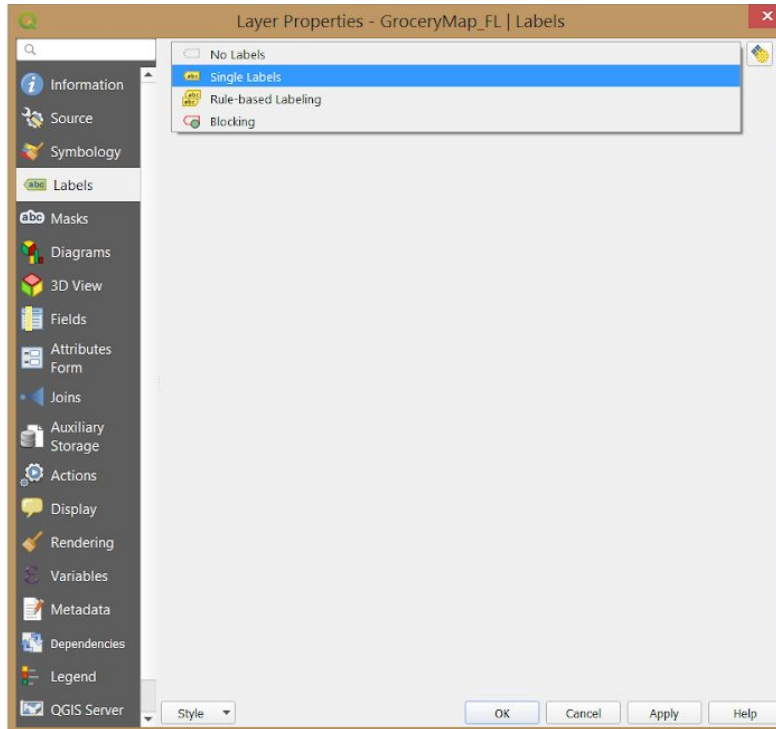 Layer Properties - GroceryMap_FL | Labels
No Labels
Single Labels
Rule-based Labeling
Blocking
Information
Source
Symbology
abc Labels
abc Masks
Diagrams
3D View
Fields
Attributes
Form
Joins
Auxiliary
Storage
Actions
Display
Rendering
Variables
Metadata
Dependencies
Legend
QGIS Server
Style
OK Cancel Apply Help